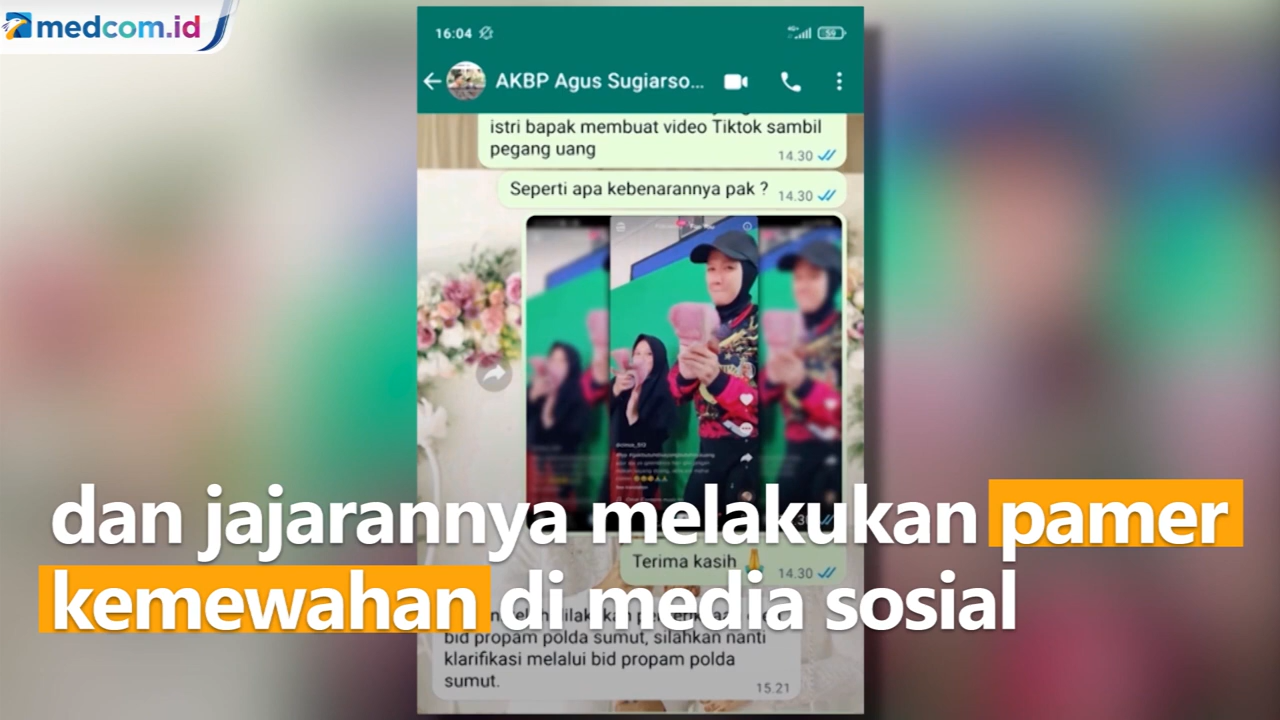 medcom.id
16:04
59
AKBP Agus Sugiarso...
istri bapak membuat video Tiktok sambil
pegang uang
14.30
Seperti apa kebenarannya pak ?
14.30
dan jajarannya melakukan pamer
Terima kasih 🙏
14.30
kemewahan di media sosial
bid propam polda sumut, silahkan nanti
klarifikasi melalui bid propam polda
sumut.
15.21